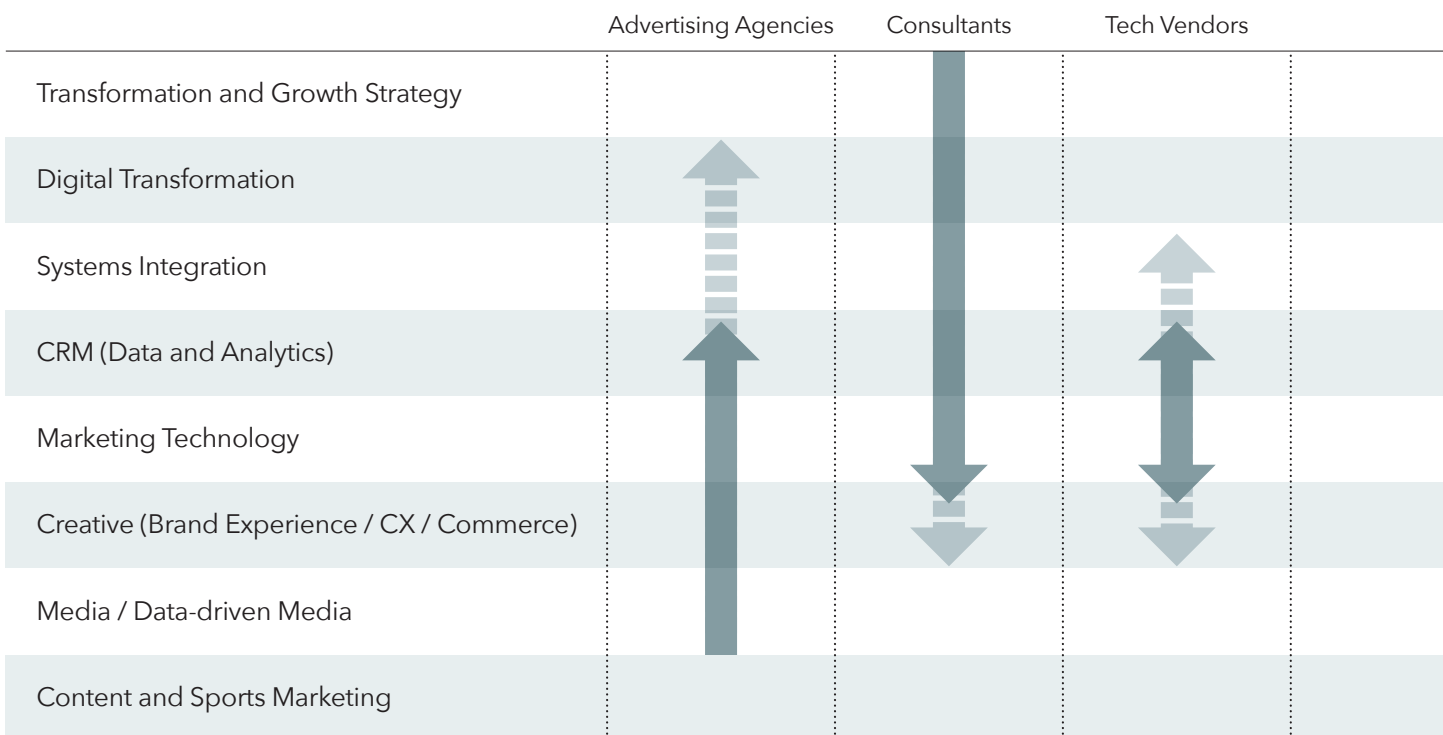 Advertising Agencies Consultants Tech Vendors
Transformation and Growth Strategy
Digital Transformation
Systems Integration
CRM (Data and Analytics)
Marketing Technology
Creative (Brand Experience / CX / Commerce)
Media / Data-driven Media
Content and Sports Marketing